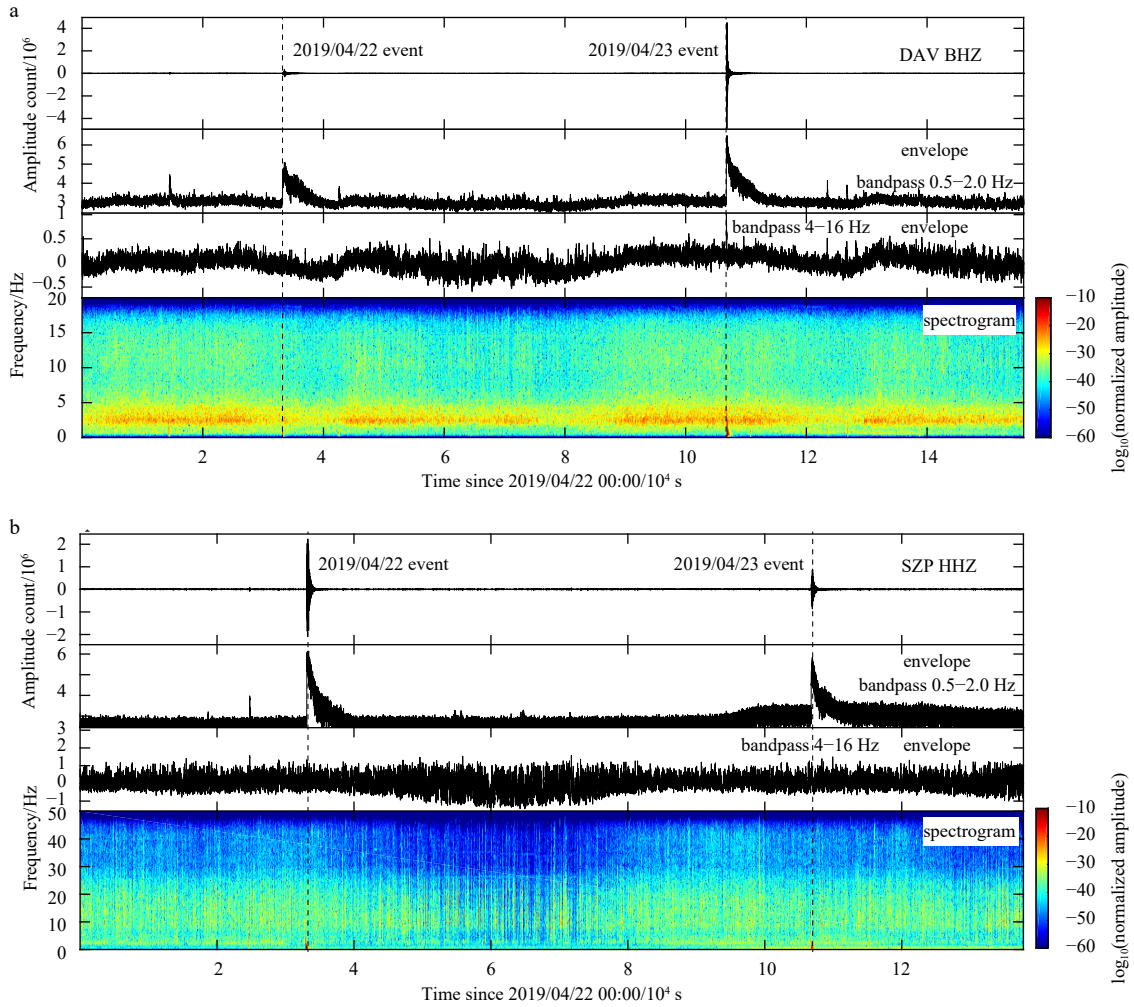 a
Amplitude count/10⁶
4
2
0
−2
−4
2019/04/22 event
2019/04/23 event
DAV BHZ
6
5
4
3
1
envelope
bandpass 0.5−2.0 Hz
0.5
0
−0.5
bandpass 4−16 Hz
envelope
Frequency/Hz
20
15
10
5
0
spectrogram
−10
−20
−30
−40
−50
−60
log₁₀(normalized amplitude)
2 4 6 8 10 12 14
Time since 2019/04/22 00:00/10⁴ s
b
Amplitude count/10⁶
2
1
0
−1
−2
2019/04/22 event
2019/04/23 event
SZP HHZ
6
4
3
envelope
bandpass 0.5−2.0 Hz
2
1
0
−1
bandpass 4−16 Hz
envelope
Frequency/Hz
50
40
30
20
10
0
spectrogram
−10
−20
−30
−40
−50
−60
log₁₀(normalized amplitude)
2 4 6 8 10 12
Time since 2019/04/22 00:00/10⁴ s